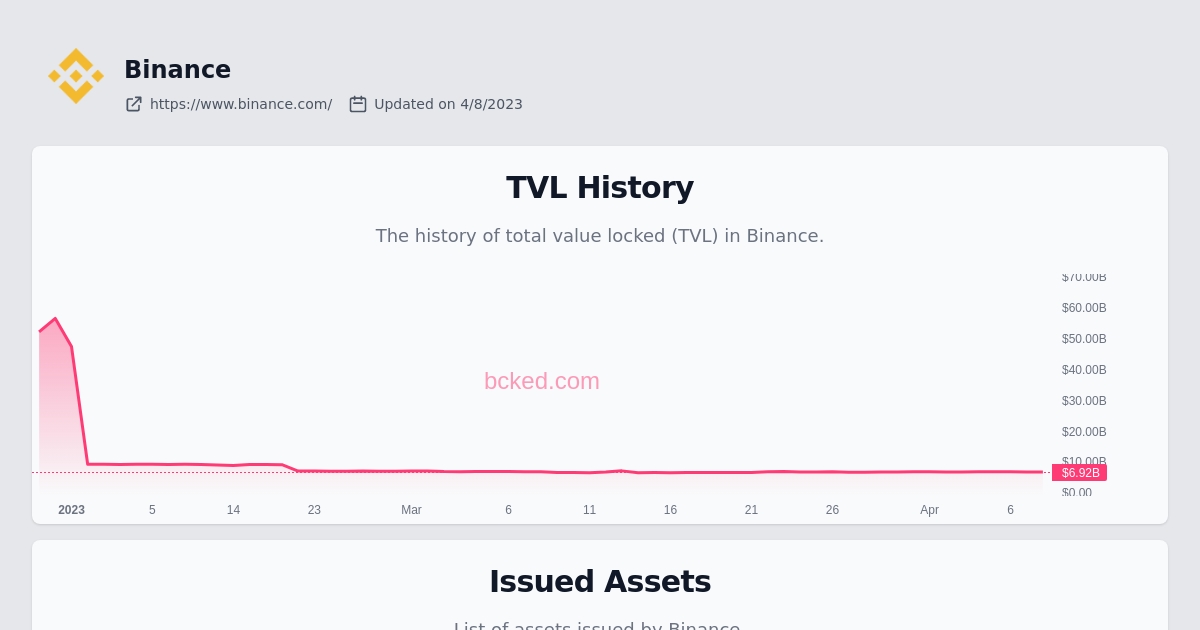 Binance
https://www.binance.com/ Updated on 4/8/2023
TVL History
The history of total value locked (TVL) in Binance.
$70.00B
$60.00B
$50.00B
$40.00B
$30.00B
$20.00B
$10.00B
$6.92B
$0.00
bcked.com
2023 5 14 23 Mar 6 11 16 21 26 Apr 6
Issued Assets
List of assets issued by Binance.